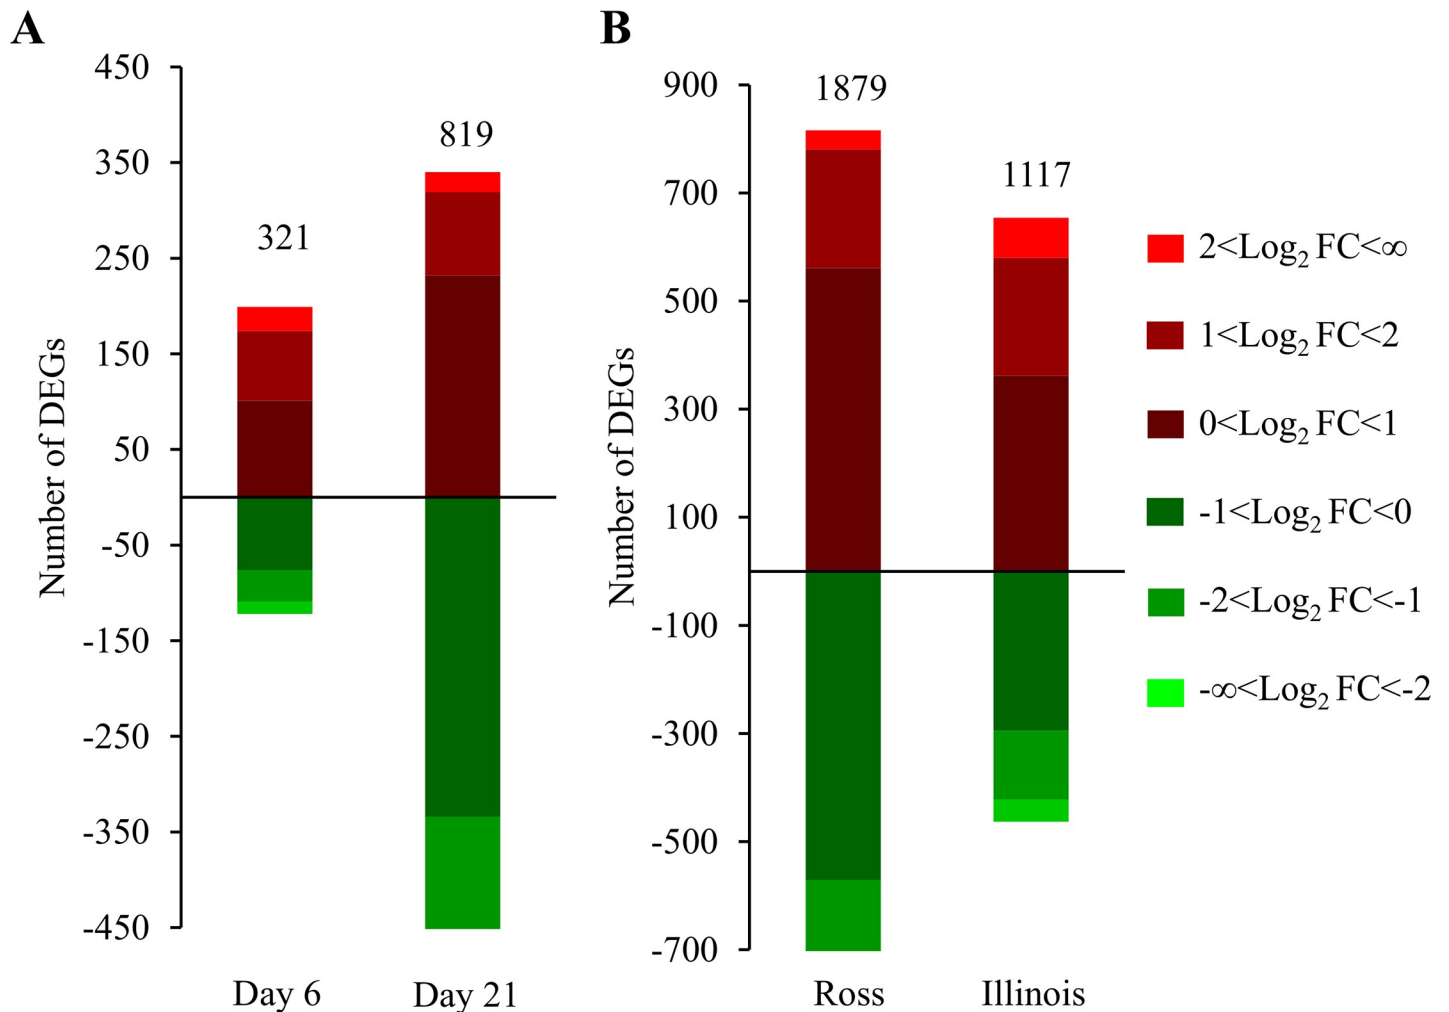 A
450
350
250
150
50
-50
-150
-250
-350
-450
Number of DEGs
321
819
Day 6
Day 21
B
900
700
500
300
100
-100
-300
-500
-700
Number of DEGs
1879
1117
Ross
Illinois
2<Log₂ FC<∞
1<Log₂ FC<2
0<Log₂ FC<1
-1<Log₂ FC<0
-2<Log₂ FC<-1
-∞<Log₂ FC<-2